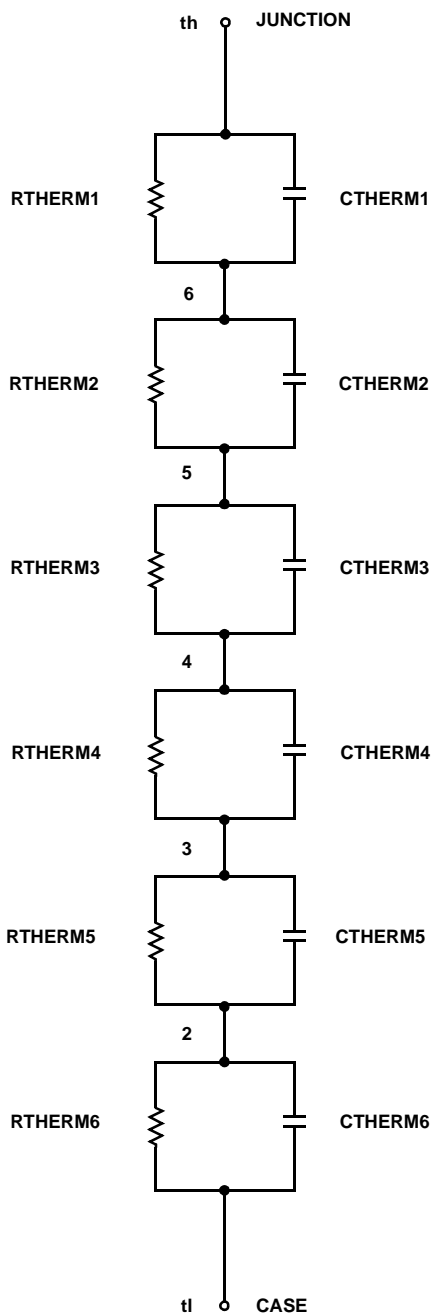 th JUNCTION
RTHERM1 CTHERM1
6
RTHERM2 CTHERM2
5
RTHERM3 CTHERM3
4
RTHERM4 CTHERM4
3
RTHERM5 CTHERM5
2
RTHERM6 CTHERM6
tl CASE